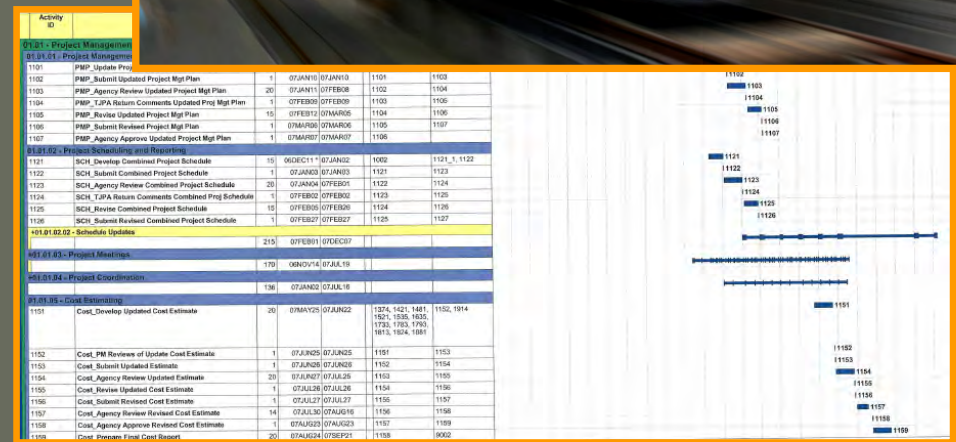 Activity ID
01.01 - Project Managemen
01.01.01 - Project Manageme
1101 PMP_Update Proj
1102 PMP_Submit Updated Project Mgt Plan 1 07JAN10 07JAN10 1101 1103 1102
1103 PMP_Agency Review Updated Project Mgt Plan 20 07JAN11 07FEB08 1102 1104 1103
1104 PMP_TJPA Return Comments Updated Proj Mgt Plan 1 07FEB09 07FEB09 1103 1105 1104
1105 PMP_Revise Updated Project Mgt Plan 15 07FEB12 07MAR05 1104 1106 1105
1106 PMP_Submit Revised Project Mgt Plan 1 07MAR06 07MAR06 1105 1107 1106
1107 PMP_Agency Approve Updated Project Mgt Plan 1 07MAR07 07MAR07 1106 1107
01.01.02 - Project Scheduling and Reporting
1121 SCH_Develop Combined Project Schedule 15 06DEC11 * 07JAN02 1002 1121_1, 1122 1121
1122 SCH_Submit Combined Project Schedule 1 07JAN03 07JAN03 1121 1123 1122
1123 SCH_Agency Review Combined Project Schedule 20 07JAN04 07FEB01 1122 1124 1123
1124 SCH_TJPA Return Comments Combined Proj Schedule 1 07FEB02 07FEB02 1123 1125 1124
1125 SCH_Revise Combined Project Schedule 15 07FEB05 07FEB26 1124 1126 1125
1126 SCH_Submit Revised Combined Project Schedule 1 07FEB27 07FEB27 1125 1127 1126
+01.01.02.02 - Schedule Updates
215 07FEB01 07DEC07
+01.01.03 - Project Meetings
170 06NOV14 07JUL19
+01.01.04 - Project Coordination
136 07JAN02 07JUL18
01.01.05 - Cost Estimating
1151 Cost_Develop Updated Cost Estimate 20 07MAY25 07JUN22 1374, 1421, 1481, 1152, 1914 1151
1521, 1535, 1635,
1733, 1783, 1793,
1813, 1824, 1881
1152 Cost_PM Reviews of Update Cost Estimate 1 07JUN25 07JUN25 1151 1153 1152
1153 Cost_Submit Updated Estimate 1 07JUN26 07JUN26 1152 1154 1153
1154 Cost_Agency Review Updated Estimate 20 07JUN27 07JUL25 1153 1155 1154
1155 Cost_Revise Updated Cost Estimate 1 07JUL26 07JUL26 1154 1156 1155
1156 Cost_Submit Revised Cost Estimate 1 07JUL27 07JUL27 1155 1157 1156
1157 Cost_Agency Review Revised Cost Estimate 14 07JUL30 07AUG16 1156 1158 1157
1158 Cost_Agency Approve Revised Cost Estimate 1 07AUG23 07AUG23 1157 1159 1158
1159 Cost_Prepare Final Cost Report 20 07AUG24 07SEP21 1158 9002 1159